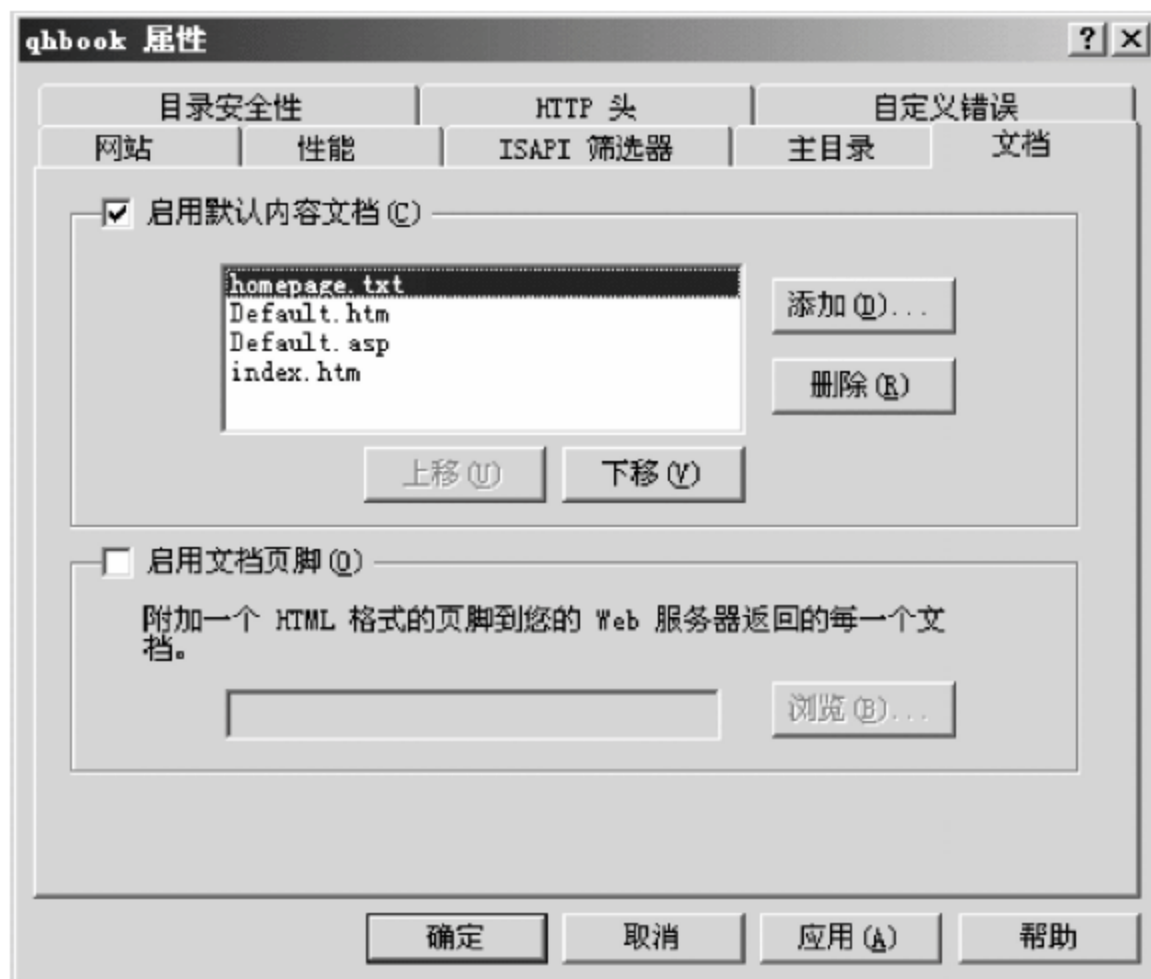 qhbook 属性
目录安全性 HTTP 头 自定义错误
网站 性能 ISAPI 筛选器 主目录 文档
启用默认内容文档(C)
homepage.txt
Default.htm
Default.asp
index.htm
添加(D)...
删除(R)
上移(U) 下移(V)
启用文档页脚(O)
附加一个 HTML 格式的页脚到您的 Web 服务器返回的每一个文
档。
浏览(B)...
确定 取消 应用(A) 帮助